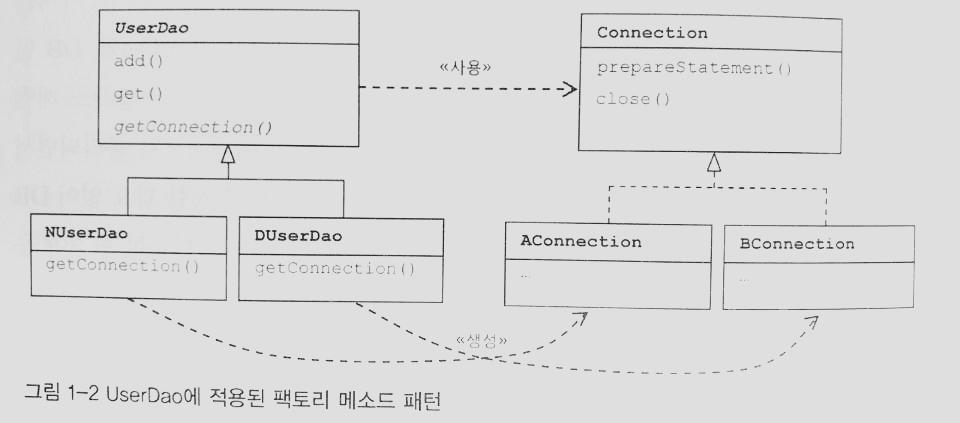 UserDao
add()
get()
getConnection()
«사용»
Connection
prepareStatement()
close()
NUserDao
getConnection()
DUserDao
getConnection()
AConnection
...
BConnection
...
«생성»
그림 1-2 UserDao에 적용된 팩토리 메소드 패턴